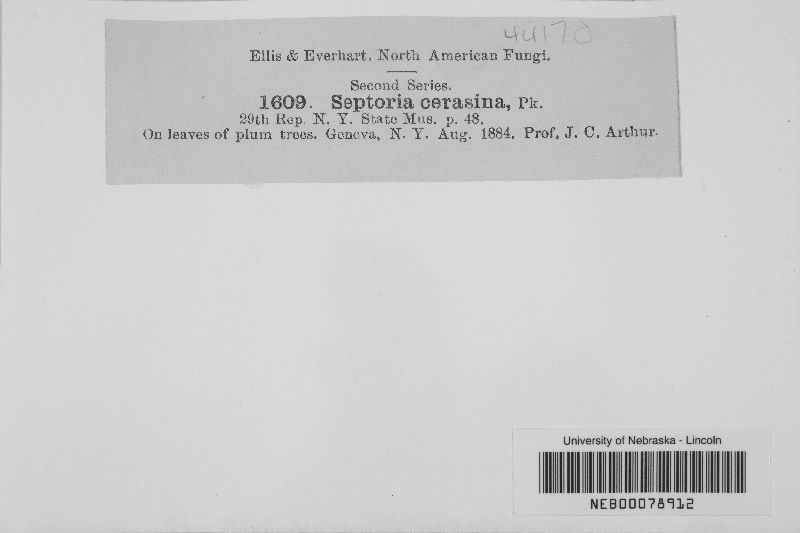 44170
Ellis & Everhart, North American Fungi.
Second Series.
1609. Septoria cerasina, Pk.
29th Rep. N. Y. State Mus. p. 48.
On leaves of plum trees. Geneva, N. Y. Aug. 1884. Prof. J. C. Arthur.
University of Nebraska - Lincoln
NEB00078912